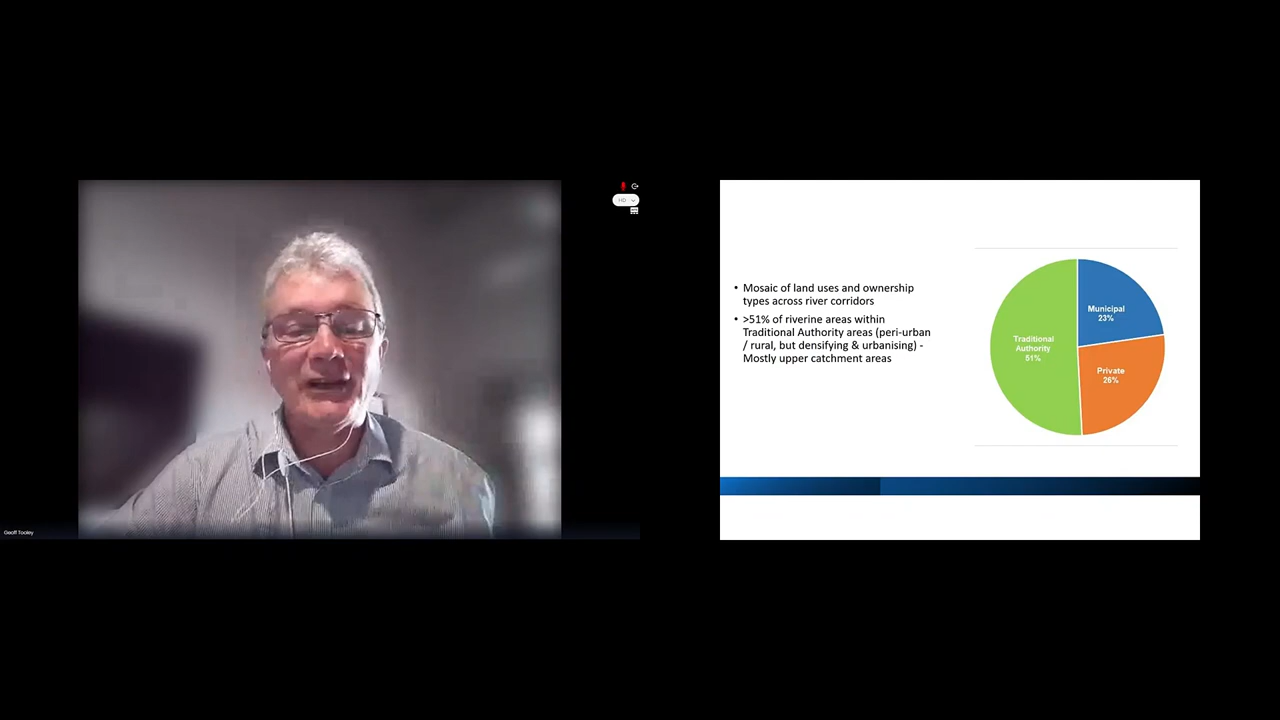 HD
Geoff Tooley
• Mosaic of land uses and ownership
types across river corridors
• >51% of riverine areas within
Traditional Authority areas (peri-urban
/ rural, but densifying & urbanising) -
Mostly upper catchment areas
Municipal
23%
Traditional
Authority
51%
Private
26%